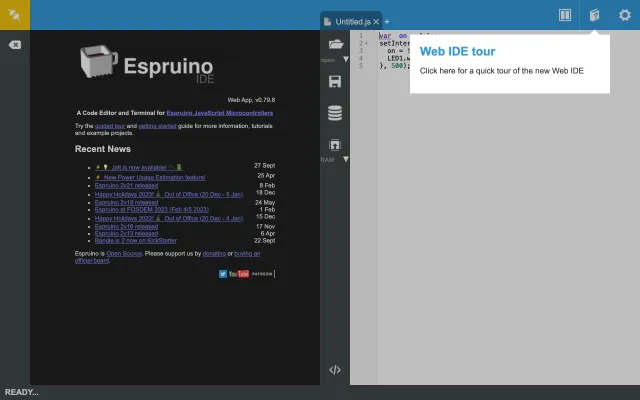 Untitled.js
Espruino
IDE
Web App, v0.79.8
A Code Editor and Terminal for Espruino JavaScript Microcontrollers
Try the guided tour and getting started guide for more information, tutorials
and example projects.
Recent News
⚡💡 Jolt is now available! 🔌🔋 27 Sept
⚡ New Power Usage Estimation feature! 25 Apr
Espruino 2v21 released 8 Feb
Happy Holidays 2023!🎄 Out of Office (20 Dec - 5 Jan) 18 Dec
Espruino 2v18 released 24 May
Espruino at FOSDEM 2023 (Feb 4/5 2023) 1 Feb
Happy Holidays 2022!🎄 Out of Office (20 Dec - 4 Jan) 15 Dec
Espruino 2v16 released 17 Nov
Espruino 2v13 released 6 Apr
Bangle.js 2 now on KickStarter 22 Sept
Espruino is Open Source. Please support us by donating or buying an
official board.
YouTube PATREON
RAM
1 var on
2 setInter
3 on =
4 LED1.w
5 }, 500);
Web IDE tour
Click here for a quick tour of the new Web IDE
READY...